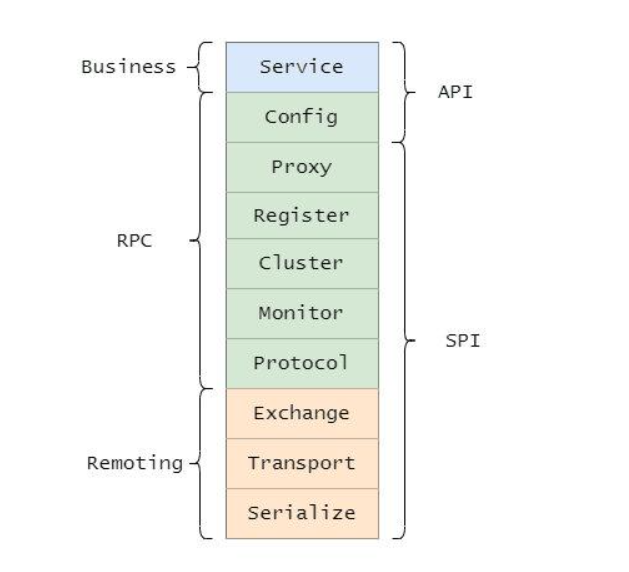 Business
Service
API
Config
Proxy
Register
RPC
Cluster
Monitor
SPI
Protocol
Exchange
Remoting
Transport
Serialize